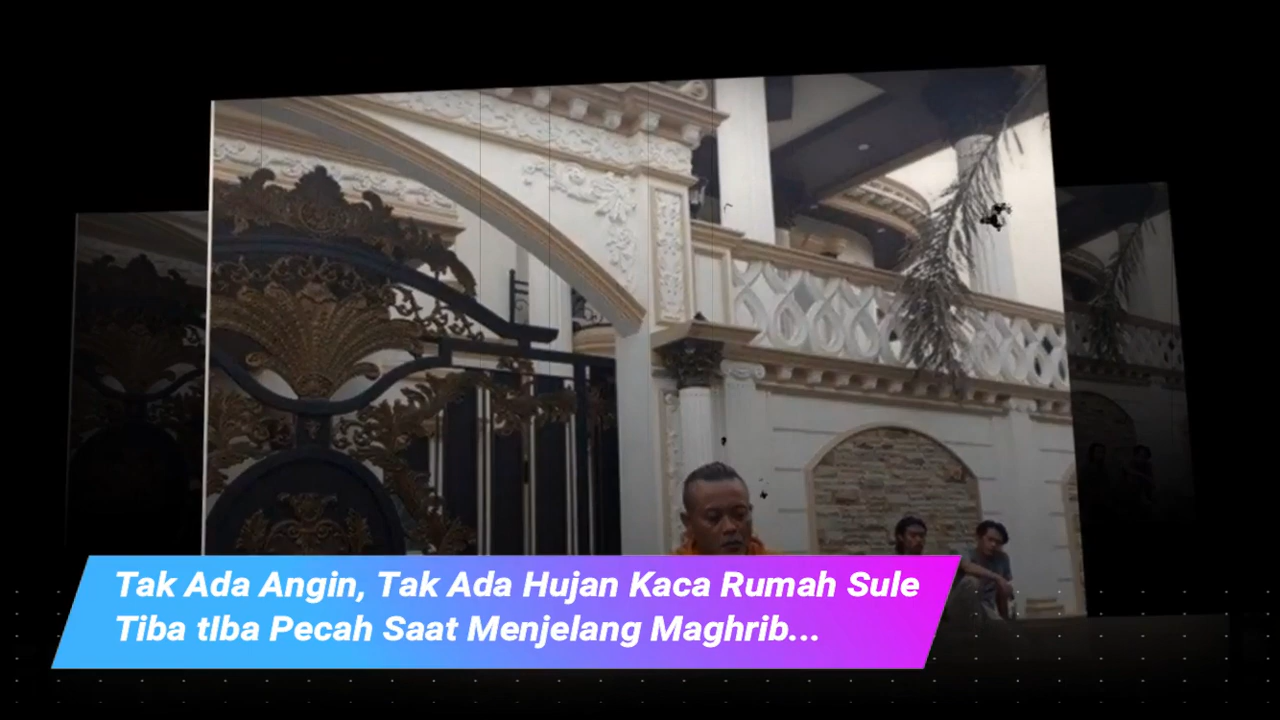 Tak Ada Angin, Tak Ada Hujan Kaca Rumah Sule
Tiba tIba Pecah Saat Menjelang Maghrib...